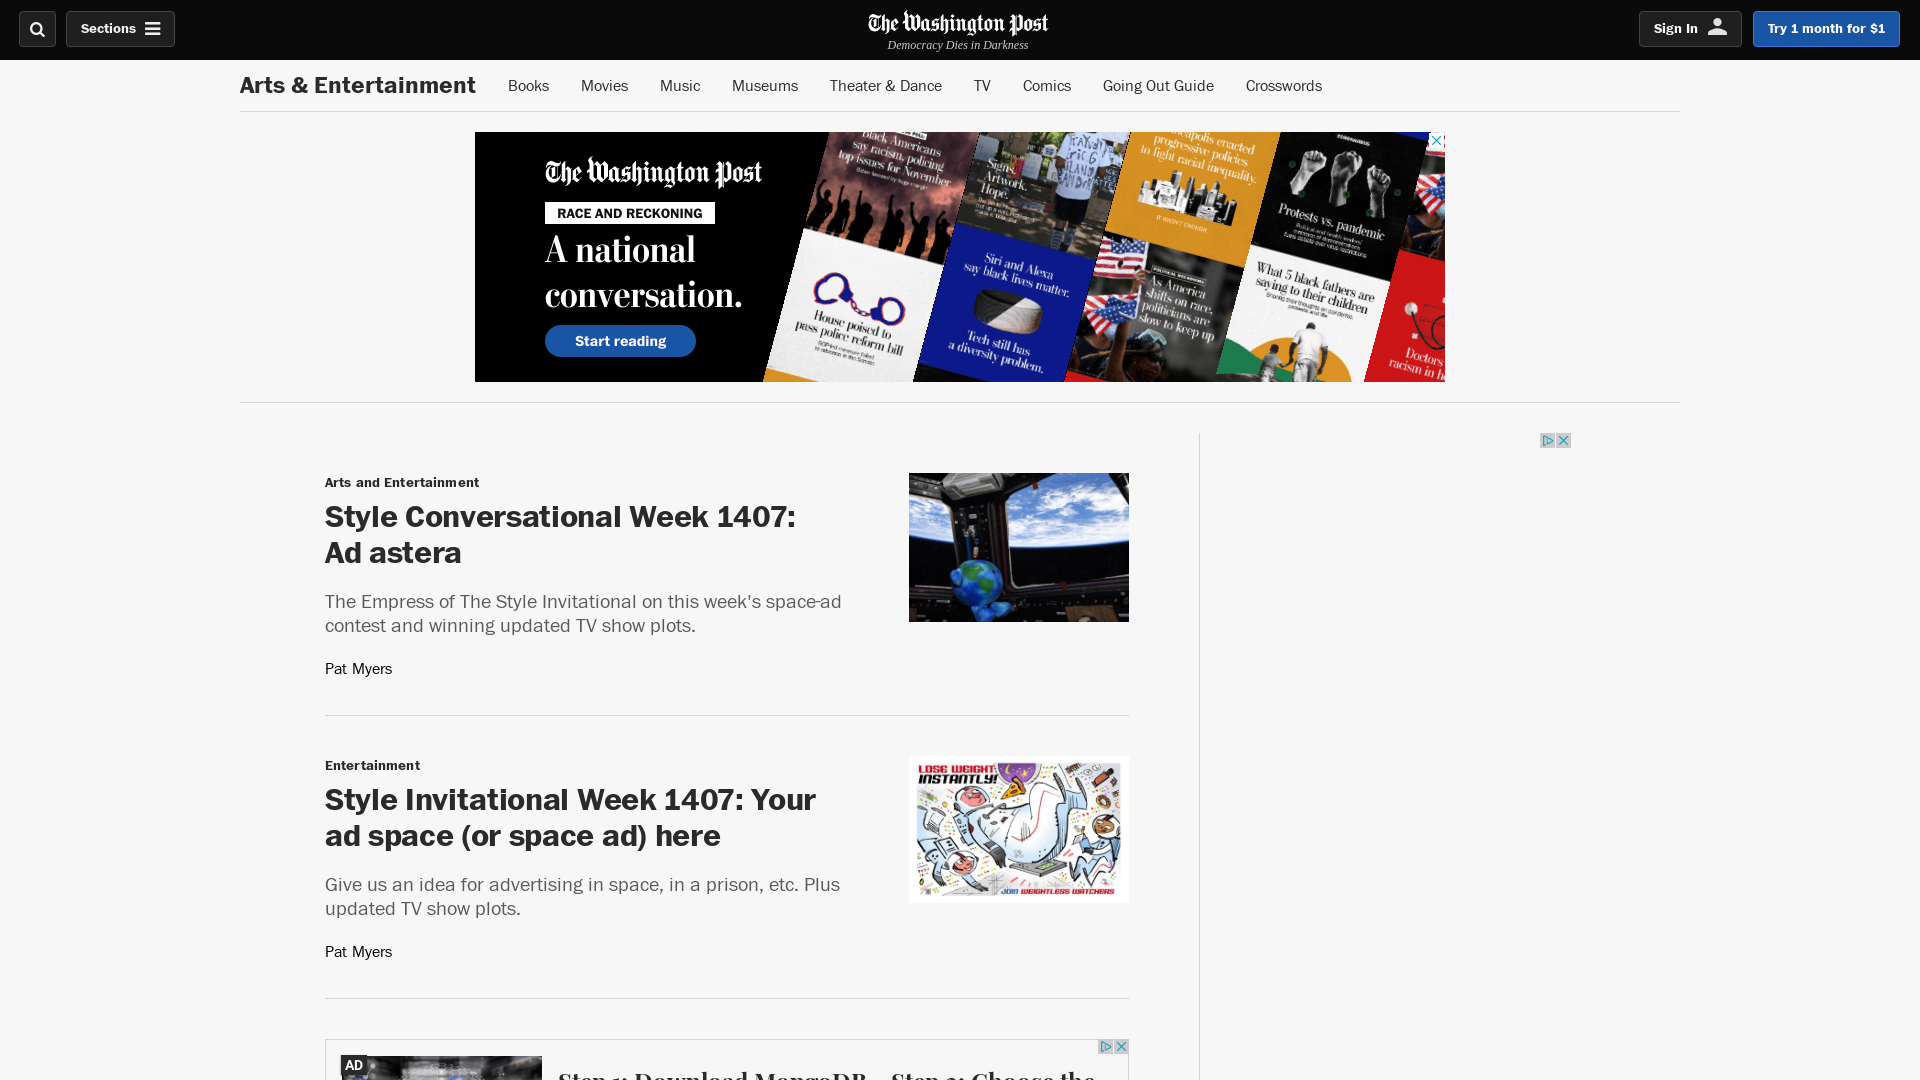 Sections
The Washington Post
Democracy Dies in Darkness
Sign In
Try 1 month for $1
Arts & Entertainment
Books
Movies
Music
Museums
Theater & Dance
TV
Comics
Going Out Guide
Crosswords
The Washington Post
RACE AND RECKONING
A national
conversation.
Start reading
Black Americans
say racism, policing
top issues for November
Signs.
Artwork.
Hope.
enacted
progressive policies
to fight racial inequality.
IT WASN'T ENOUGH
CORONAVIRUS
Protests vs. pandemic
House poised to
pass police reform bill
Siri and Alexa
say black lives matter.
Tech still has
a diversity problem.
POLITICAL RECKONING
As America
shifts on race,
politicians are
slow to keep up
What 5 black fathers are
saying to their children
Doctors
racism in
Arts and Entertainment
Style Conversational Week 1407:
Ad astera
The Empress of The Style Invitational on this week's space-ad
contest and winning updated TV show plots.
Pat Myers
Entertainment
Style Invitational Week 1407: Your
ad space (or space ad) here
Give us an idea for advertising in space, in a prison, etc. Plus
updated TV show plots.
Pat Myers
LOSE WEIGHT
INSTANTLY!
JOIN WEIGHTLESS WATCHERS
AD
Step 1: Download MongoDB - Step 2: Choose the